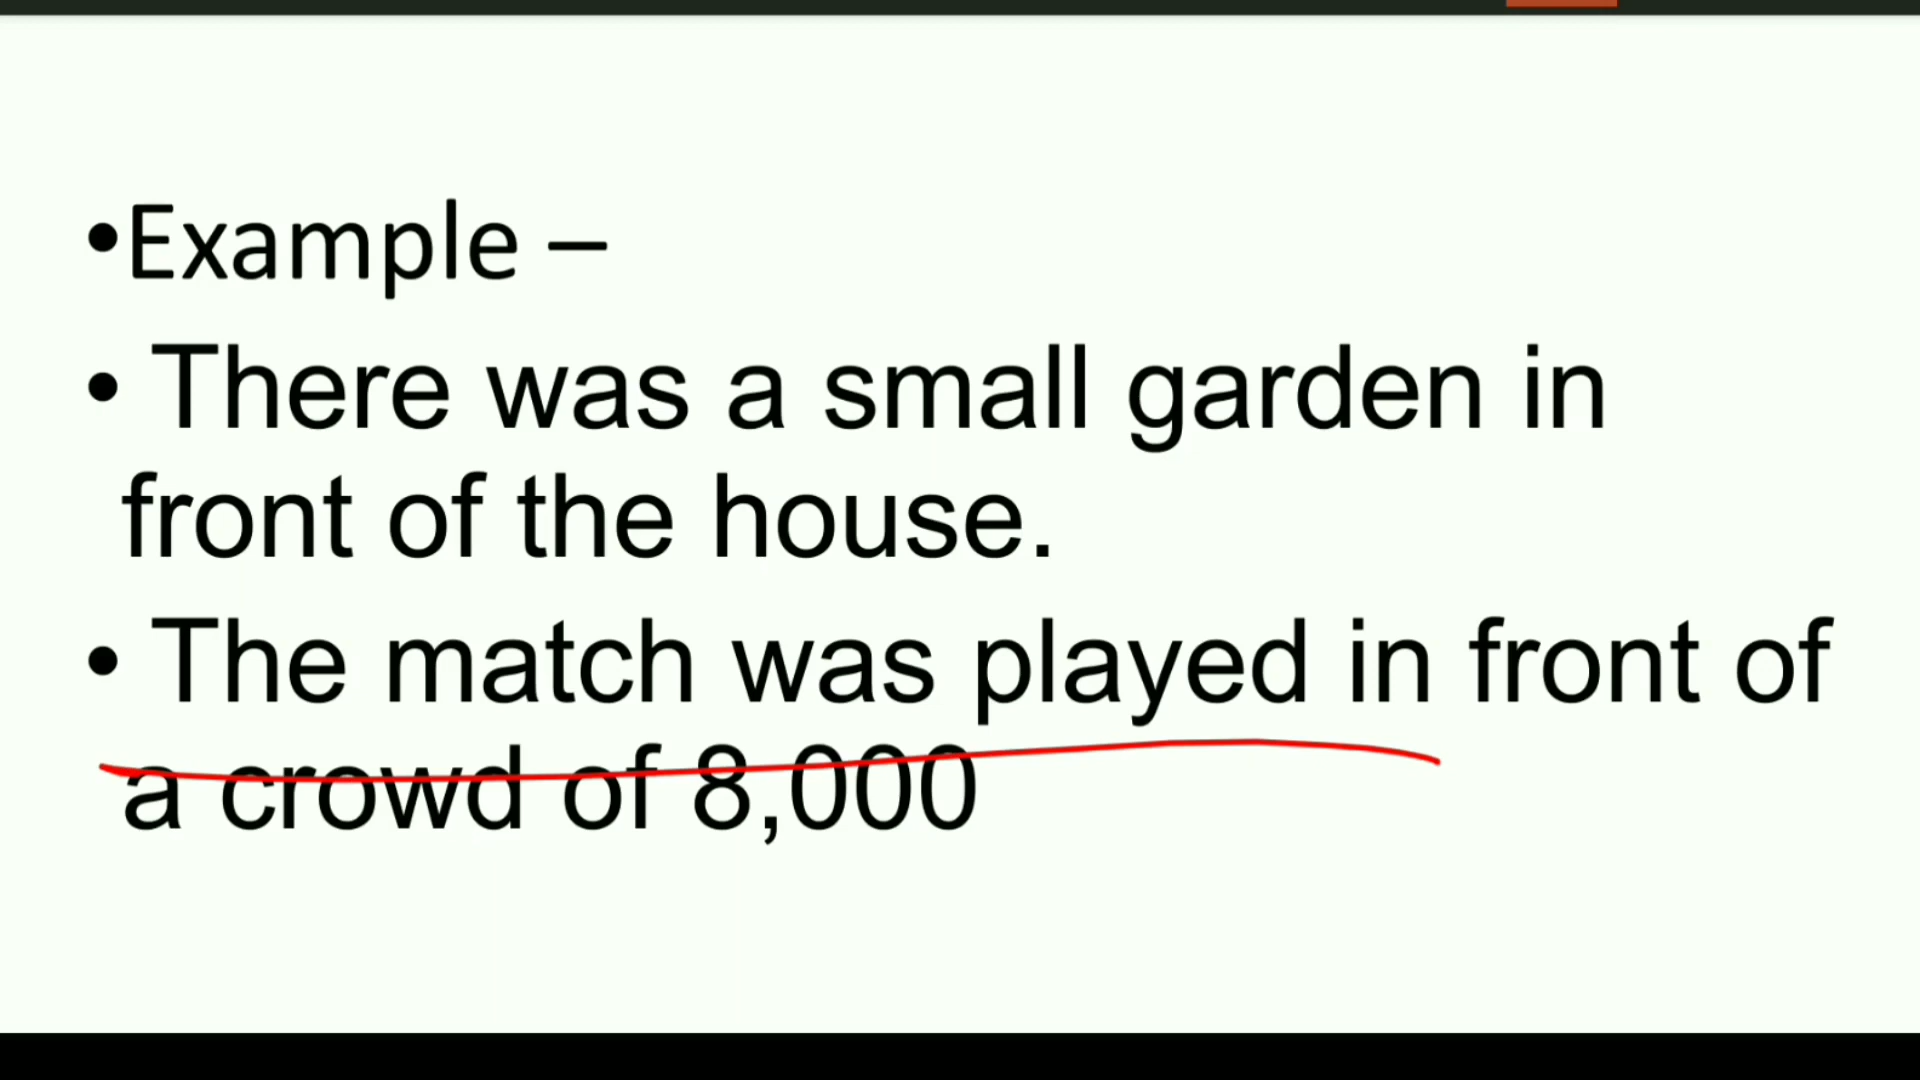 •Example –
• There was a small garden in
front of the house.
• The match was played in front of
a crowd of 8,000